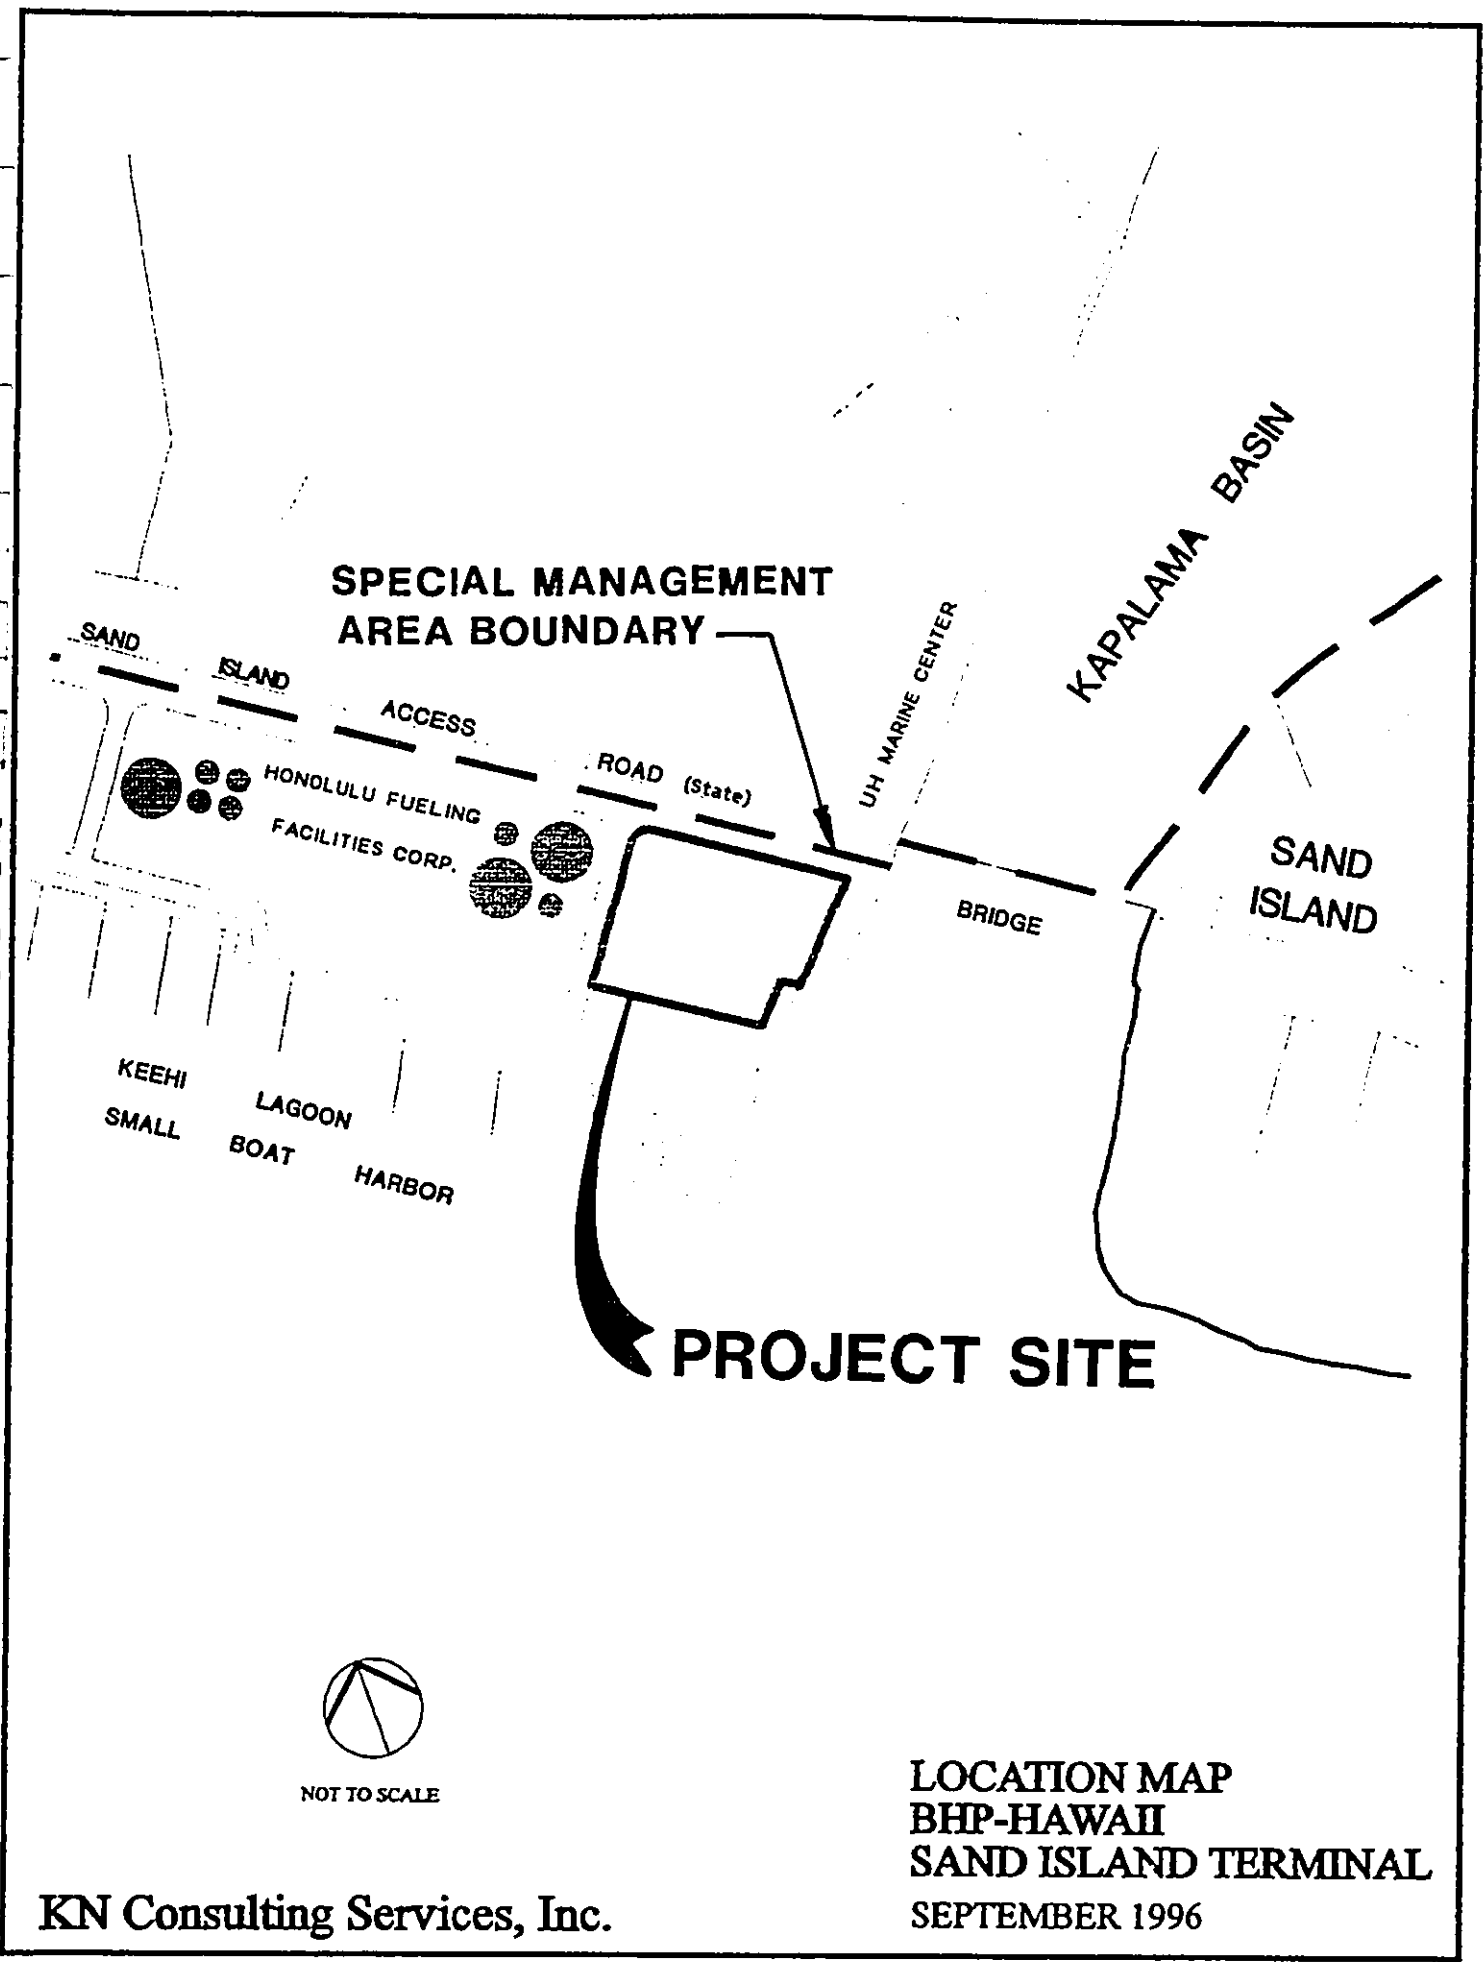 SPECIAL MANAGEMENT
AREA BOUNDARY
KAPALAMA BASIN
UH MARINE CENTER
SAND ISLAND ACCESS ROAD (State)
HONOLULU FUELING
FACILITIES CORP.
SAND
ISLAND
BRIDGE
KEEHI LAGOON
SMALL BOAT HARBOR
PROJECT SITE
NOT TO SCALE
LOCATION MAP
BHP-HAWAII
SAND ISLAND TERMINAL
SEPTEMBER 1996
KN Consulting Services, Inc.